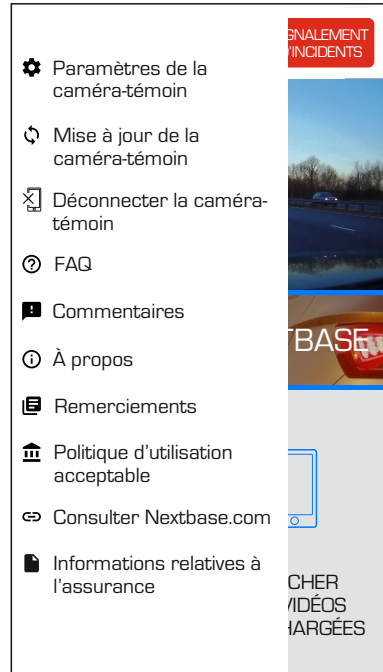 GNALEMENT
D'INCIDENTS
Paramètres de la
caméra-témoin
Mise à jour de la
caméra-témoin
Déconnecter la caméra-
témoin
FAQ
Commentaires
À propos
TBASE
Remerciements
Politique d'utilisation
acceptable
Consulter Nextbase.com
Informations relatives à
l'assurance
CHER
VIDÉOS
HARGÉES